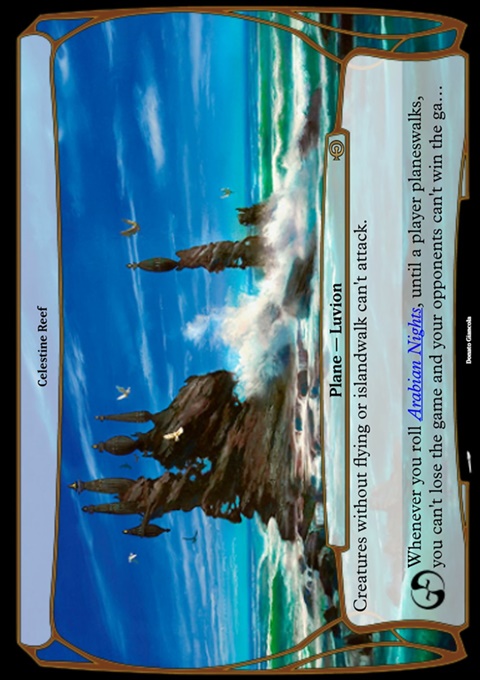 Celestine Reef
Plane — Luvion
Creatures without flying or islandwalk can't attack.
Whenever you roll Arabian Nights, until a player planeswalks,
you can't lose the game and your opponents can't win the ga…
Donato Giancola